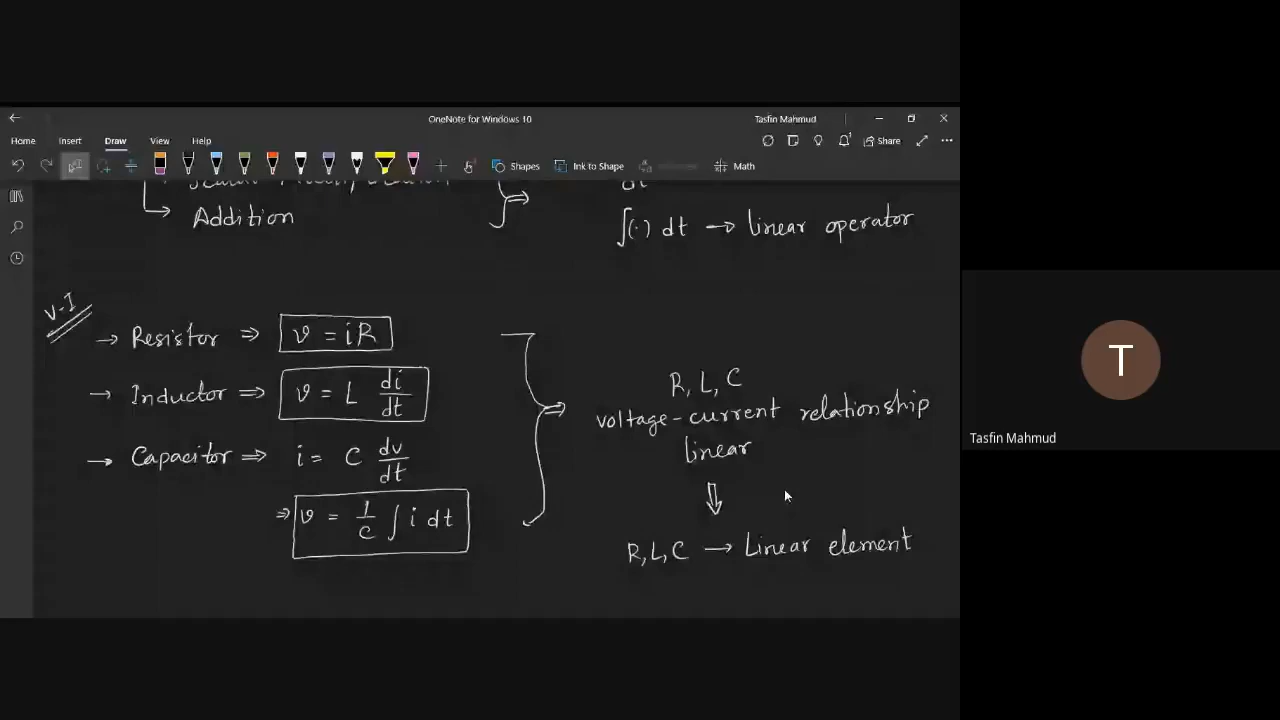 OneNote for Windows 10
Tasfin Mahmud
Home Insert Draw View Help
Share
Shapes Ink to Shape Math
Addition
∫(·) dt → linear operator
V-I
→ Resistor ⇒ v = iR
→ Inductor ⇒ v = L di/dt
→ Capacitor ⇒ i = C dv/dt
⇒ v = 1/C ∫ i dt
R, L, C
voltage-current relationship
linear
⇓
R, L, C → Linear element
T
Tasfin Mahmud